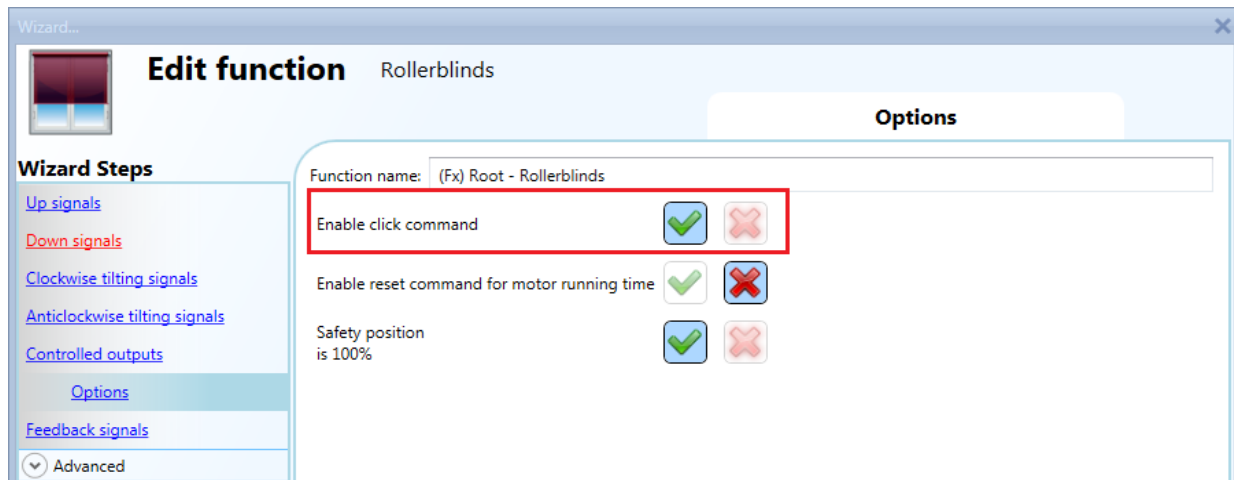 Wizard...
Edit function Rollerblinds
Options
Wizard Steps
Up signals
Down signals
Clockwise tilting signals
Anticlockwise tilting signals
Controlled outputs
Options
Feedback signals
Advanced
Function name: (Fx) Root - Rollerblinds
Enable click command
Enable reset command for motor running time
Safety position
is 100%